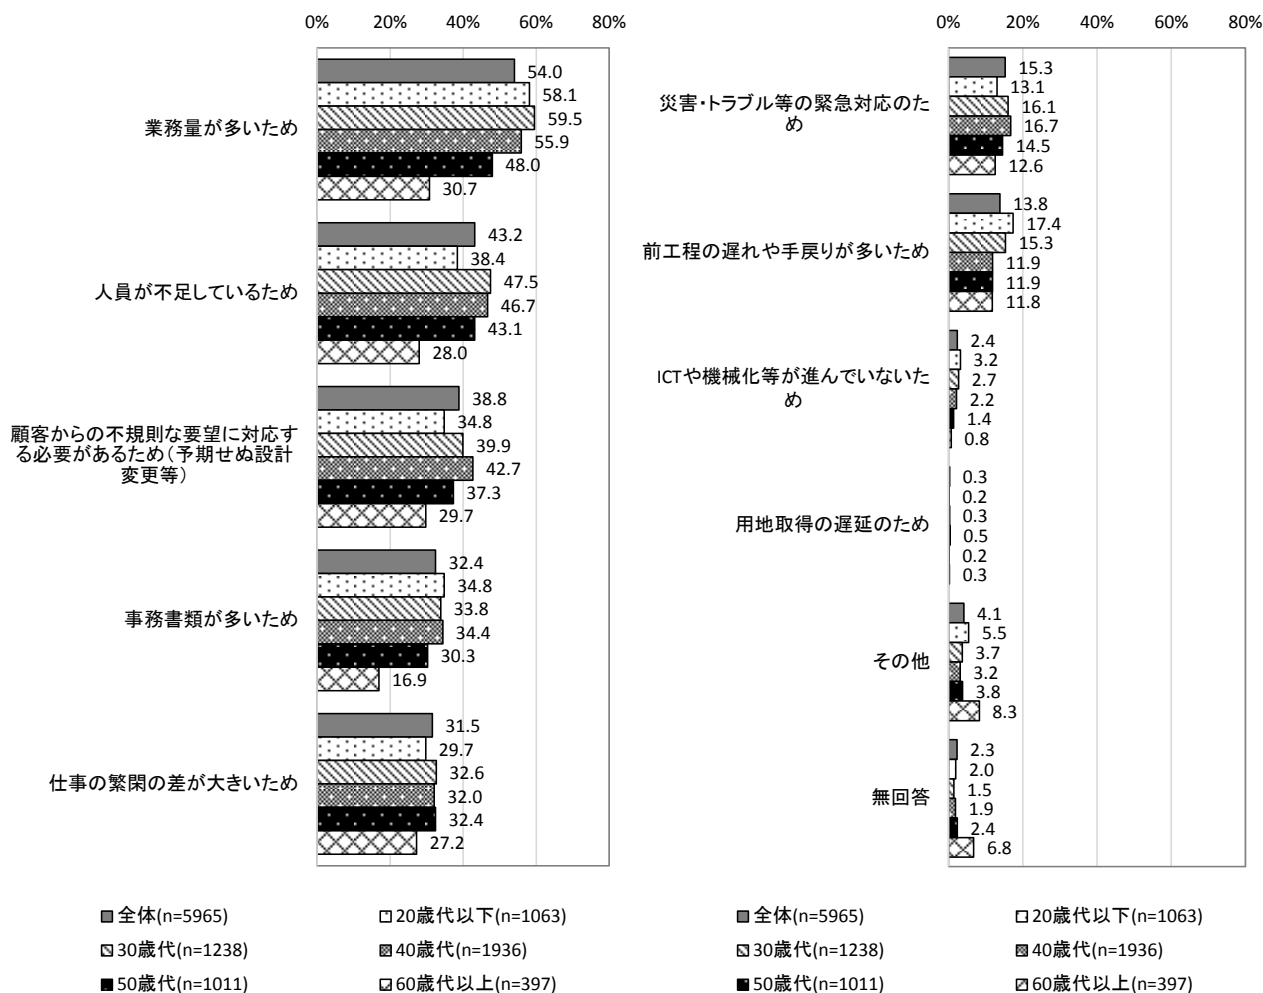 0% 20% 40% 60% 80%
業務量が多いため
54.0
58.1
59.5
55.9
48.0
30.7
人員が不足しているため
43.2
38.4
47.5
46.7
43.1
28.0
顧客からの不規則な要望に対応す
る必要があるため(予期せぬ設計
変更等)
38.8
34.8
39.9
42.7
37.3
29.7
事務書類が多いため
32.4
34.8
33.8
34.4
30.3
16.9
仕事の繁閑の差が大きいため
31.5
29.7
32.6
32.0
32.4
27.2
全体(n=5965) 20歳代以下(n=1063)
30歳代(n=1238) 40歳代(n=1936)
50歳代(n=1011) 60歳代以上(n=397)
0% 20% 40% 60% 80%
災害・トラブル等の緊急対応のた
め
15.3
13.1
16.1
16.7
14.5
12.6
前工程の遅れや手戻りが多いため
13.8
17.4
15.3
11.9
11.9
11.8
ICTや機械化等が進んでいないた
め
2.4
3.2
2.7
2.2
1.4
0.8
用地取得の遅延のため
0.3
0.2
0.3
0.5
0.2
0.3
その他
4.1
5.5
3.7
3.2
3.8
8.3
無回答
2.3
2.0
1.5
1.9
2.4
6.8
全体(n=5965) 20歳代以下(n=1063)
30歳代(n=1238) 40歳代(n=1936)
50歳代(n=1011) 60歳代以上(n=397)